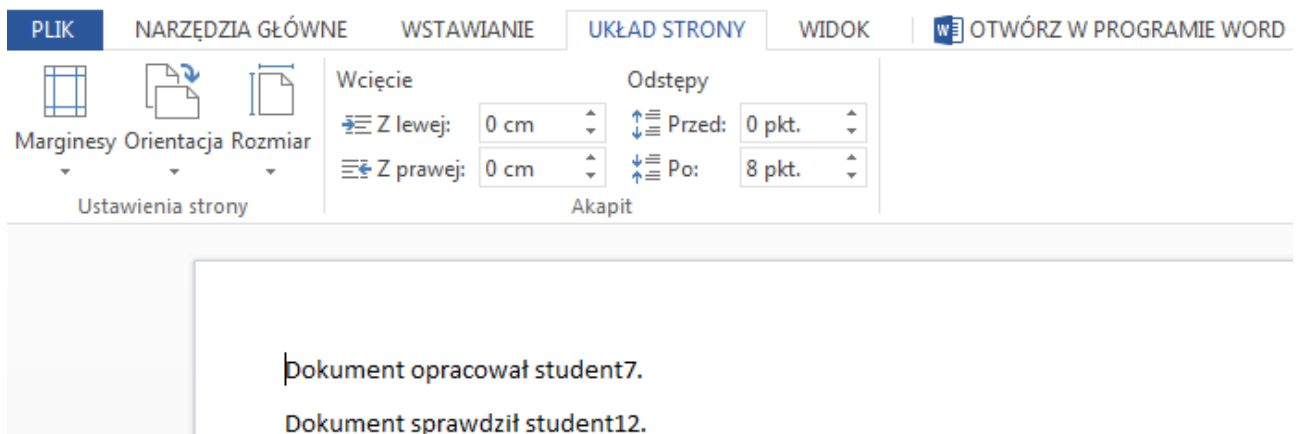 PLIK NARZĘDZIA GŁÓWNE WSTAWIANIE UKŁAD STRONY WIDOK OTWÓRZ W PROGRAMIE WORD
Wcięcie Odstępy
Z lewej: 0 cm Przed: 0 pkt.
Marginesy Orientacja Rozmiar
Z prawej: 0 cm Po: 8 pkt.
Ustawienia strony Akapit
Dokument opracował student7.
Dokument sprawdził student12.